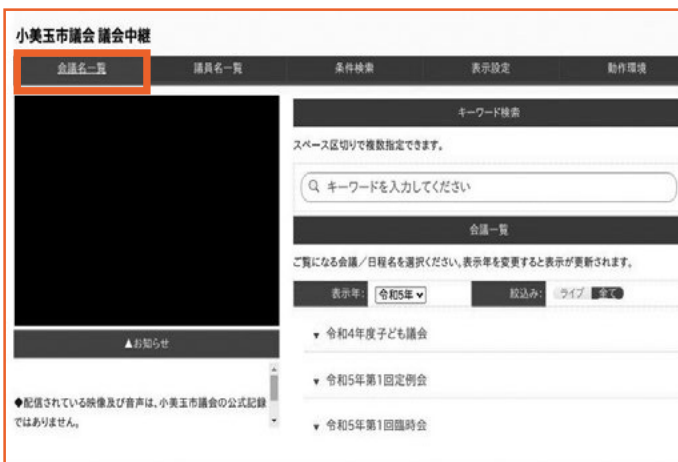 小美玉市議会 議会中継
会議名一覧
議員名一覧
条件検索
表示設定
動作環境
キーワード検索
スペース区切りで複数指定できます。
キーワードを入力してください
会議一覧
ご覧になる会議／日程名を選択ください。表示年を変更すると表示が更新されます。
表示年: 令和5年
絞込み: ライブ 全て
▼ 令和4年度子ども議会
▼ 令和5年第1回定例会
▼ 令和5年第1回臨時会
▲お知らせ
◆配信されている映像及び音声は、小美玉市議会の公式記録
ではありません。